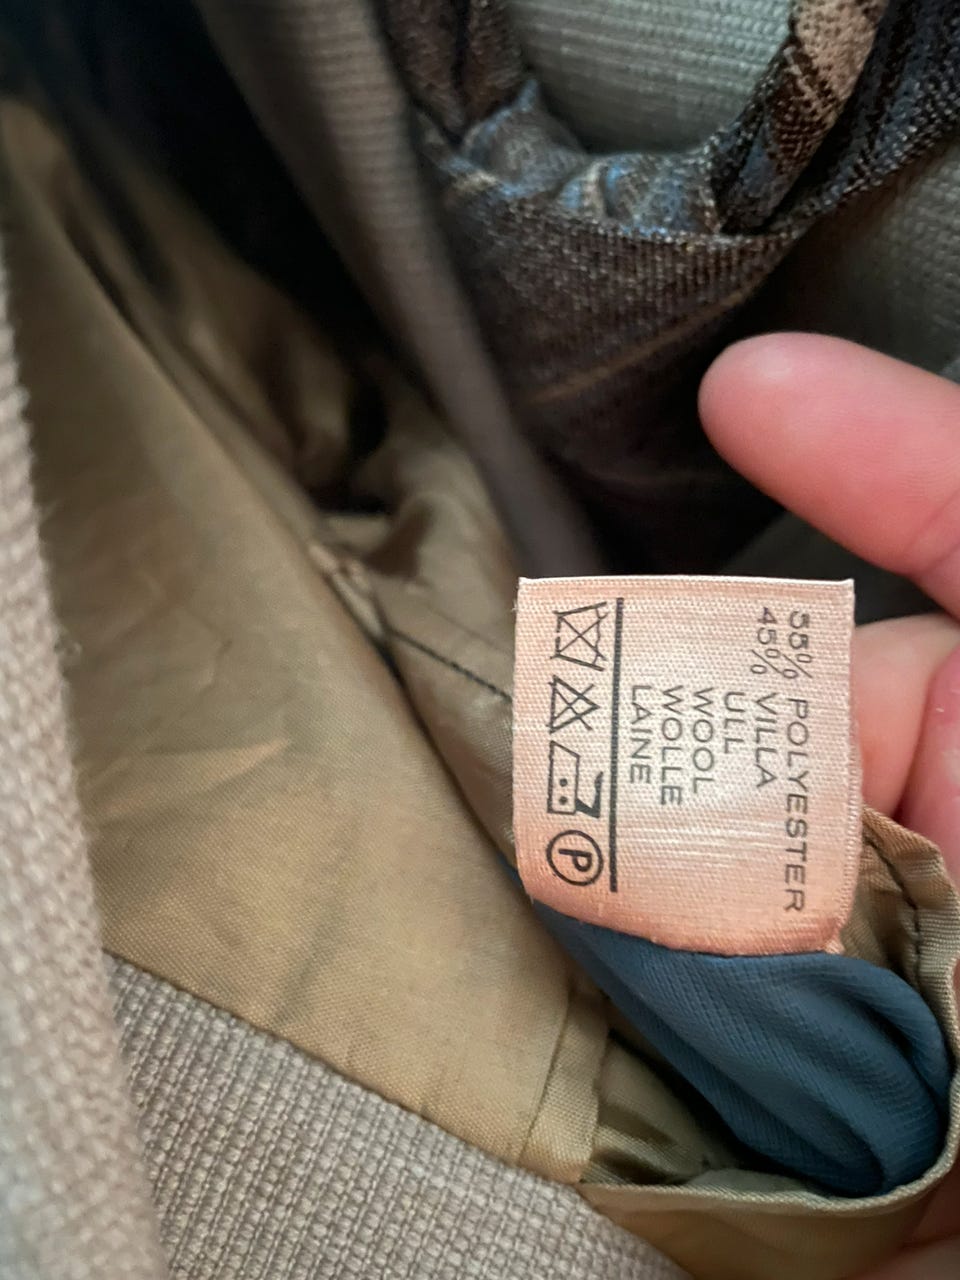 55% POLYESTER
45% VILLA
ULL
WOOL
WOLLE
LAINE
P